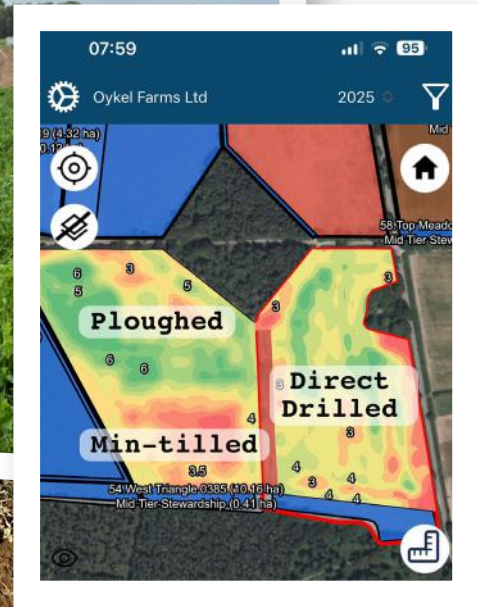 07:59
95
Oykel Farms Ltd
2025
9 (4.32 ha)
Mid
58 Top Meado
Mid Tier Stew
6
3
5
5
3
3
Ploughed
6
6
Direct
Drilled
4
3
Min-tilled
3.5
4
3
4
4
4
54 West Triangle 0385 (10.16 ha)
Mid Tier Stewardship (0.41 ha)